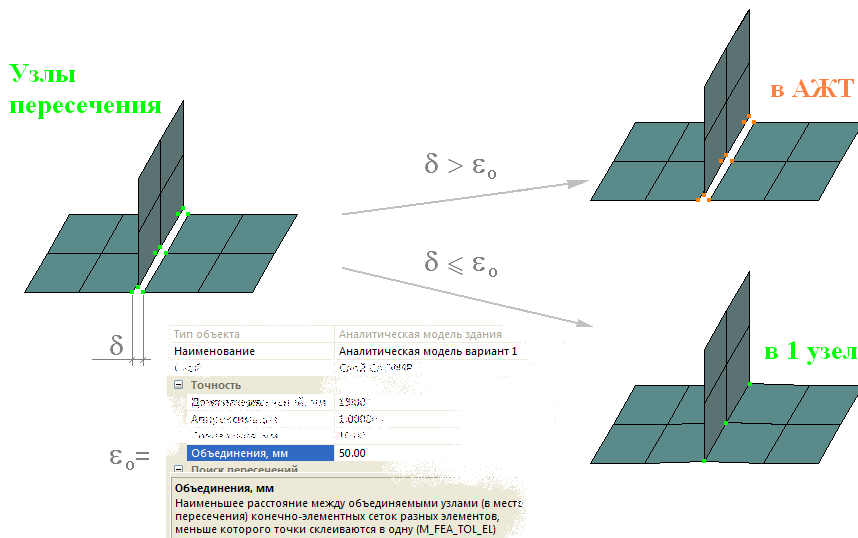 Узлы
пересечения
в АЖТ
δ > εₒ
δ ⩽ εₒ
в 1 узел
δ
Тип объекта Аналитическая модель здания
Наименование Аналитическая модель вариант 1
Точность
Объединения, мм 50.00
εₒ=
Поиск пересечений
Объединения, мм
Наименьшее расстояние между объединяемыми узлами (в месте
пересечения) конечно-элементных сеток разных элементов,
меньше которого точки склеиваются в одну (M_FEA_TOL_EL)